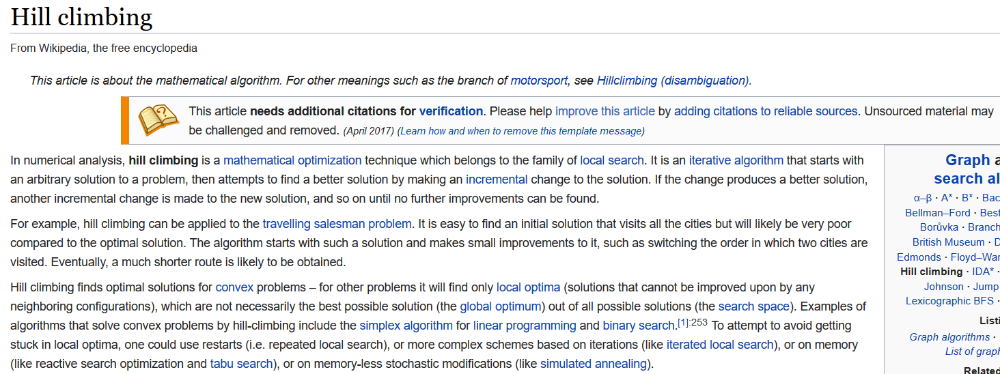 Hill climbing
From Wikipedia, the free encyclopedia
This article is about the mathematical algorithm. For other meanings such as the branch of motorsport, see Hillclimbing (disambiguation).
This article needs additional citations for verification. Please help improve this article by adding citations to reliable sources. Unsourced material may
be challenged and removed. (April 2017) (Learn how and when to remove this template message)
In numerical analysis, hill climbing is a mathematical optimization technique which belongs to the family of local search. It is an iterative algorithm that starts with
an arbitrary solution to a problem, then attempts to find a better solution by making an incremental change to the solution. If the change produces a better solution,
another incremental change is made to the new solution, and so on until no further improvements can be found.
For example, hill climbing can be applied to the travelling salesman problem. It is easy to find an initial solution that visits all the cities but will likely be very poor
compared to the optimal solution. The algorithm starts with such a solution and makes small improvements to it, such as switching the order in which two cities are
visited. Eventually, a much shorter route is likely to be obtained.
Hill climbing finds optimal solutions for convex problems – for other problems it will find only local optima (solutions that cannot be improved upon by any
neighboring configurations), which are not necessarily the best possible solution (the global optimum) out of all possible solutions (the search space). Examples of
algorithms that solve convex problems by hill-climbing include the simplex algorithm for linear programming and binary search.[1]:253 To attempt to avoid getting
stuck in local optima, one could use restarts (i.e. repeated local search), or more complex schemes based on iterations (like iterated local search), or on memory
(like reactive search optimization and tabu search), or on memory-less stochastic modifications (like simulated annealing).
Graph a
search al
α–β · A* · B* · Bac
Bellman–Ford · Best
Borůvka · Branch
British Museum · D
Edmonds · Floyd–War
Hill climbing · IDA* ·
Johnson · Jump
Lexicographic BFS ·
Listi
Graph algorithms ·
List of graph
Related